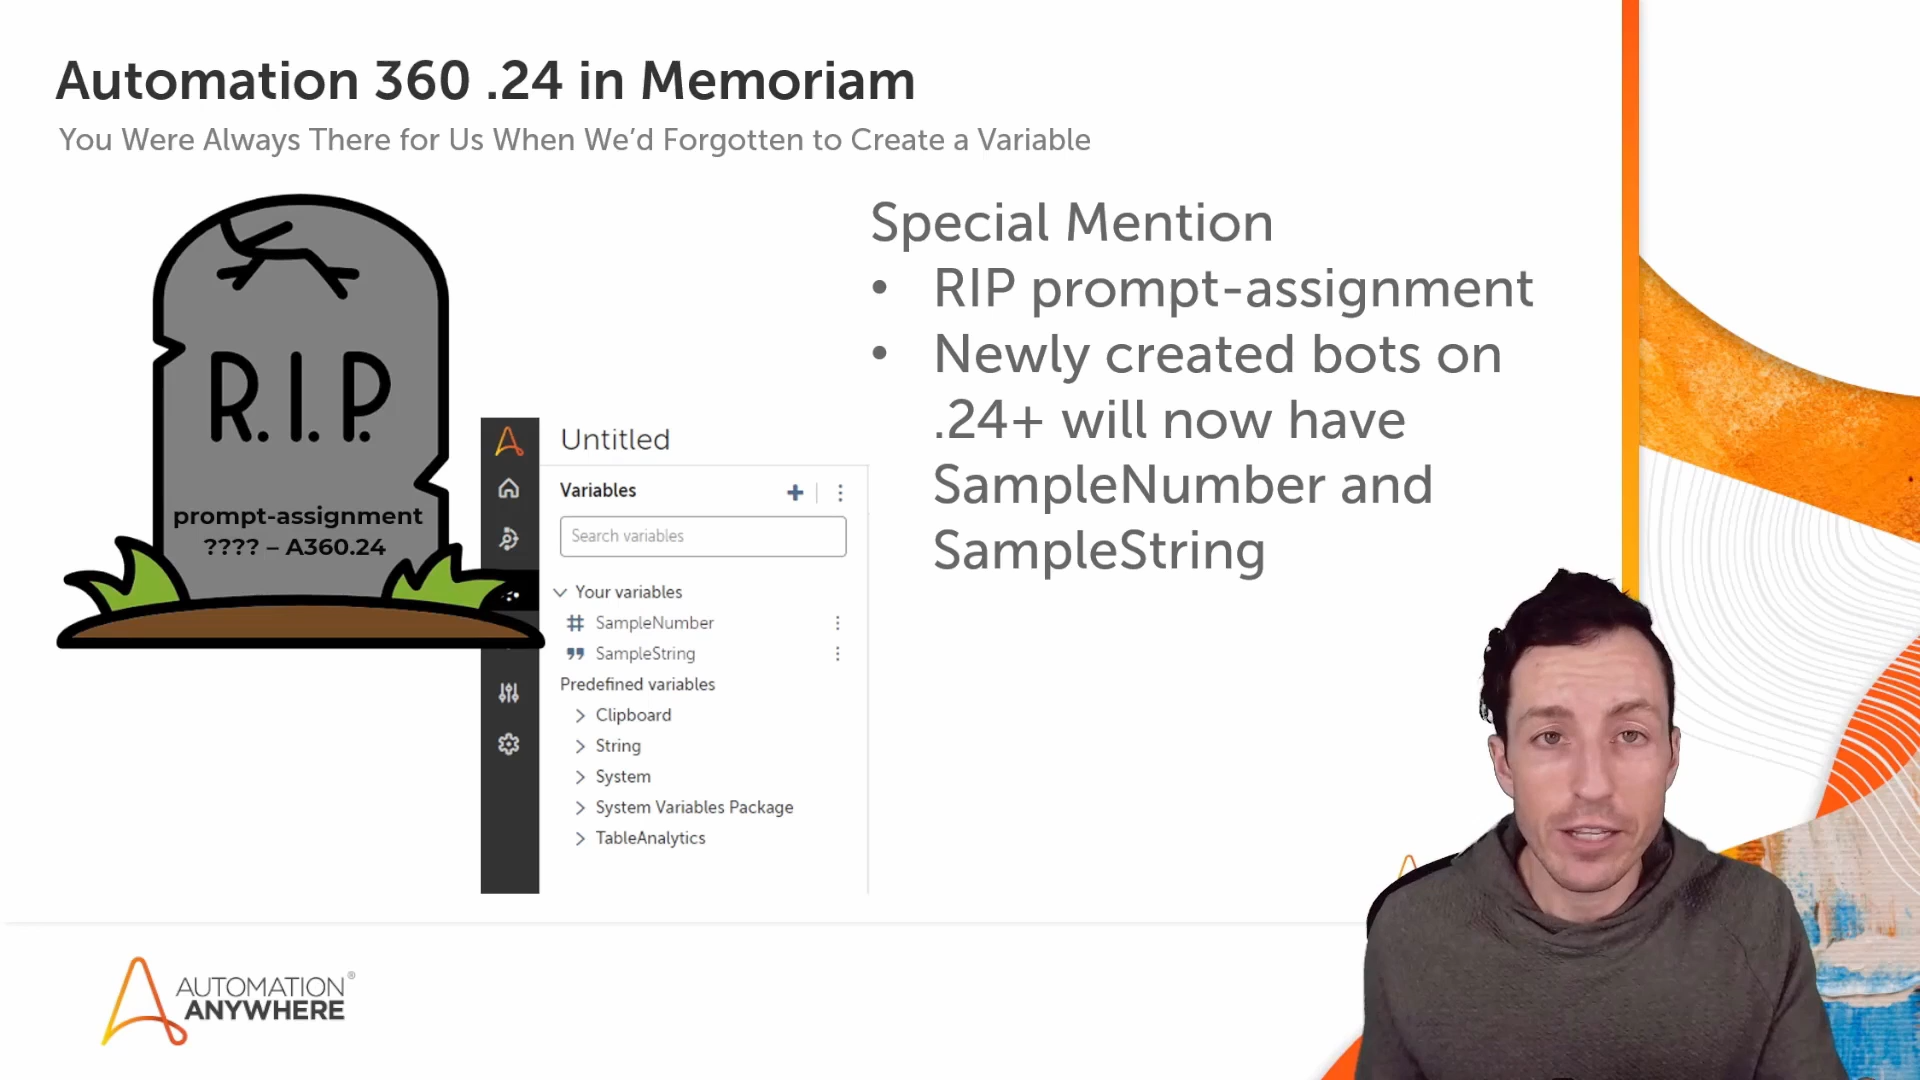 Automation 360 .24 in Memoriam
You Were Always There for Us When We’d Forgotten to Create a Variable
R.I.P.
prompt-assignment
???? – A360.24
Untitled
Variables
Search variables
Your variables
SampleNumber
SampleString
Predefined variables
Clipboard
String
System
System Variables Package
TableAnalytics
Special Mention
• RIP prompt-assignment
• Newly created bots on
.24+ will now have
SampleNumber and
SampleString
AUTOMATION®
ANYWHERE